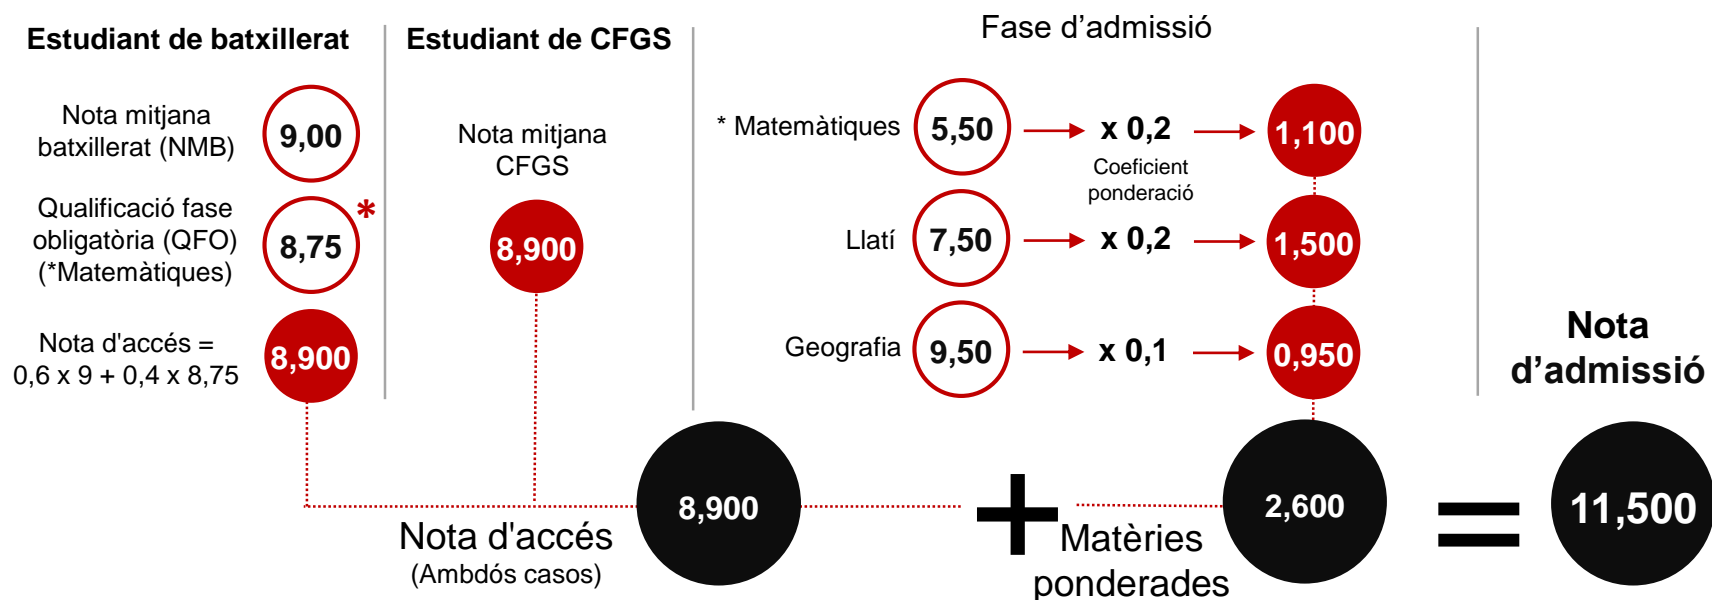 Estudiant de batxillerat
Nota mitjana
batxillerat (NMB)
9,00
Qualificació fase
obligatòria (QFO)
(*Matemàtiques)
8,75
*
Nota d'accés =
0,6 x 9 + 0,4 x 8,75
8,900
Estudiant de CFGS
Nota mitjana
CFGS
8,900
Fase d’admissió
* Matemàtiques
5,50
x 0,2
1,100
Coeficient
ponderació
Llatí
7,50
x 0,2
1,500
Geografia
9,50
x 0,1
0,950
Nota d'accés
(Ambdós casos)
8,900
+
Matèries
ponderades
2,600
=
Nota
d’admissió
11,500